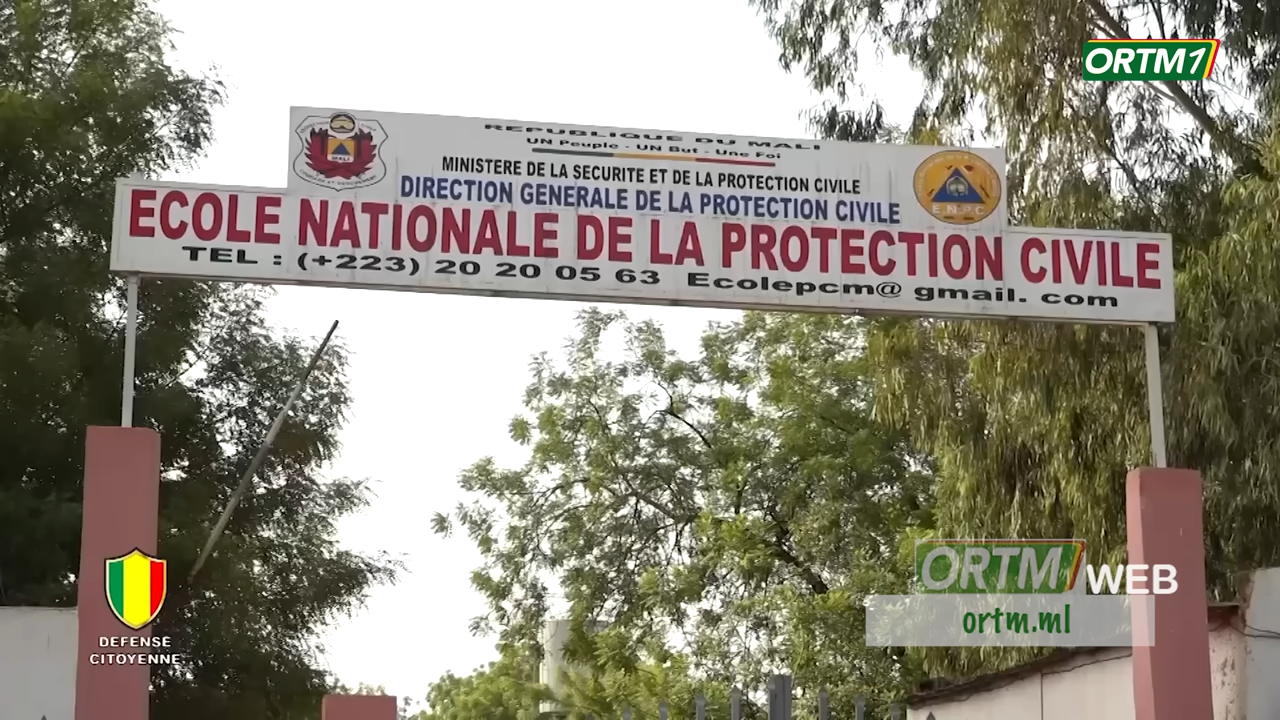 ORTM1
REPUBLIQUE DU MALI
UN Peuple - UN But - Une Foi
MINISTERE DE LA SECURITE ET DE LA PROTECTION CIVILE
DIRECTION GENERALE DE LA PROTECTION CIVILE
ECOLE NATIONALE DE LA PROTECTION CIVILE
TEL : (+223) 20 20 05 63 Ecolepcm@ gmail. com
MALI
E.N.P.C
DEFENSE
CITOYENNE
ORTM WEB
ortm.ml